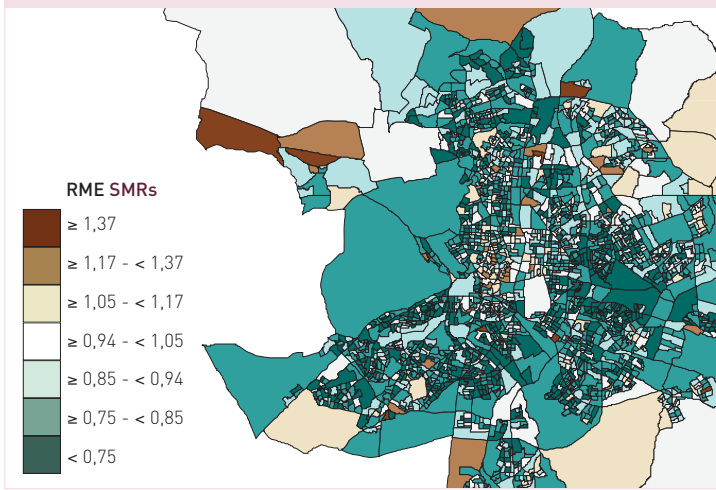 RME SMRs
≥ 1,37
≥ 1,17 - < 1,37
≥ 1,05 - < 1,17
≥ 0,94 - < 1,05
≥ 0,85 - < 0,94
≥ 0,75 - < 0,85
< 0,75